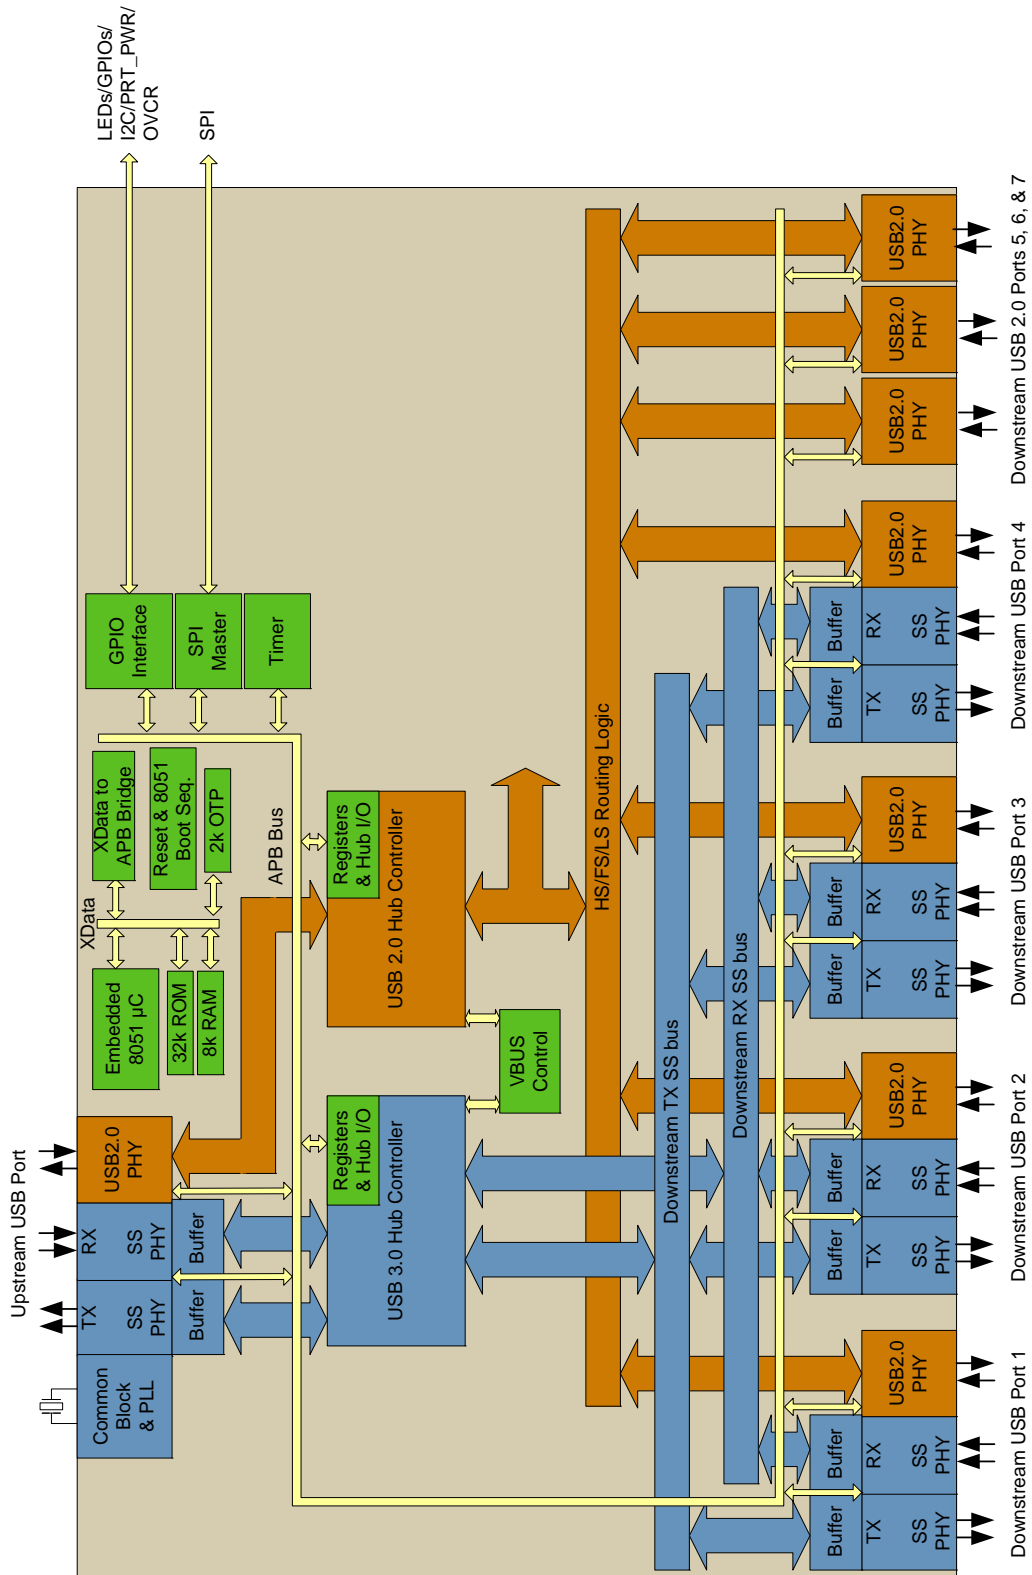 Upstream USB Port
Common
Block
& PLL
TX
SS
PHY
RX
SS
PHY
USB2.0
PHY
Buffer
Buffer
Embedded
8051 µC
32k ROM
8k RAM
XData
XData to
APB Bridge
Reset & 8051
Boot Seq.
2k OTP
GPIO
Interface
SPI
Master
Timer
LEDs/GPIOs/
I2C/PRT_PWR/
OVCR
SPI
APB Bus
Registers
& Hub I/O
USB 3.0 Hub Controller
Registers
& Hub I/O
USB 2.0 Hub Controller
VBUS
Control
HS/FS/LS Routing Logic
Downstream TX SS bus
Downstream RX SS bus
Buffer
TX
SS
PHY
Buffer
RX
SS
PHY
USB2.0
PHY
Buffer
TX
SS
PHY
Buffer
RX
SS
PHY
USB2.0
PHY
Buffer
TX
SS
PHY
Buffer
RX
SS
PHY
USB2.0
PHY
Buffer
TX
SS
PHY
Buffer
RX
SS
PHY
USB2.0
PHY
USB2.0
PHY
USB2.0
PHY
USB2.0
PHY
Downstream USB Port 1
Downstream USB Port 2
Downstream USB Port 3
Downstream USB Port 4
Downstream USB 2.0 Ports 5, 6, & 7